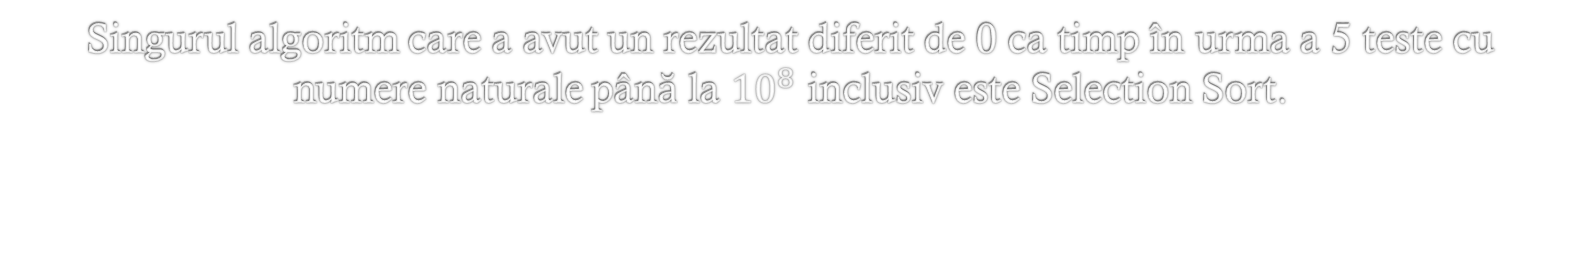 Singurul algoritm care a avut un rezultat diferit de 0 ca timp în urma a 5 teste cu
numere naturale până la 10⁸ inclusiv este Selection Sort.